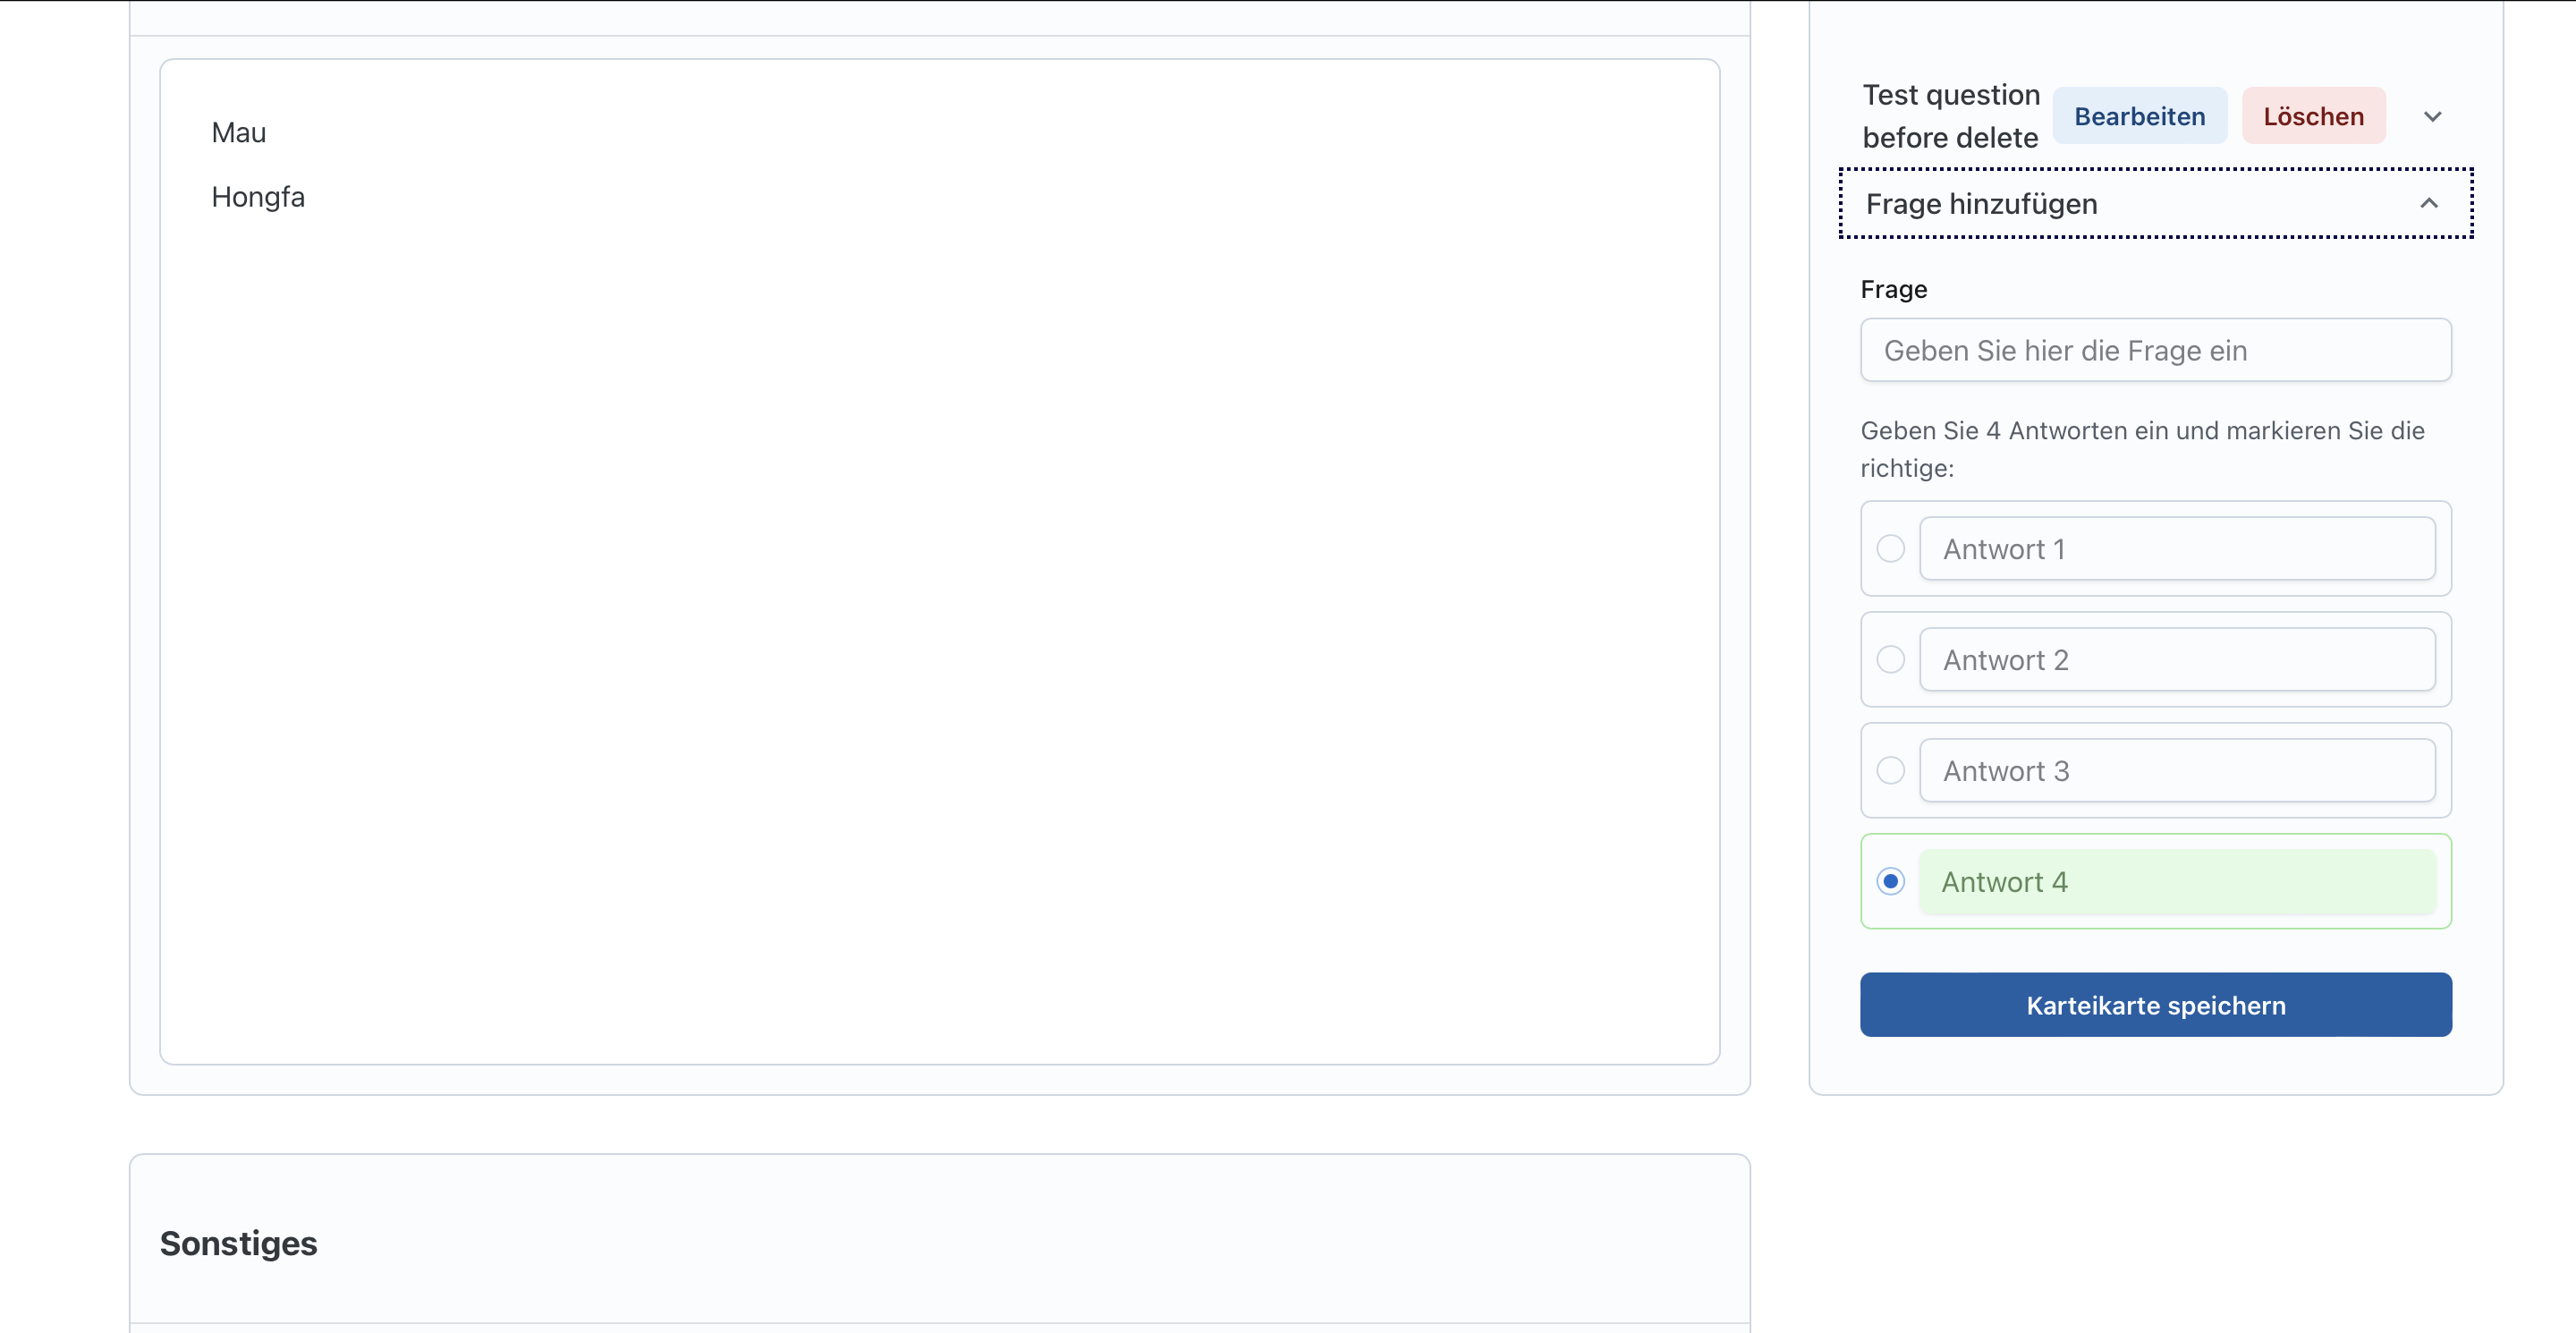 Mau
Hongfa
Test question
before delete
Bearbeiten
Löschen
Frage hinzufügen
Frage
Geben Sie hier die Frage ein
Geben Sie 4 Antworten ein und markieren Sie die
richtige:
Antwort 1
Antwort 2
Antwort 3
Antwort 4
Karteikarte speichern
Sonstiges